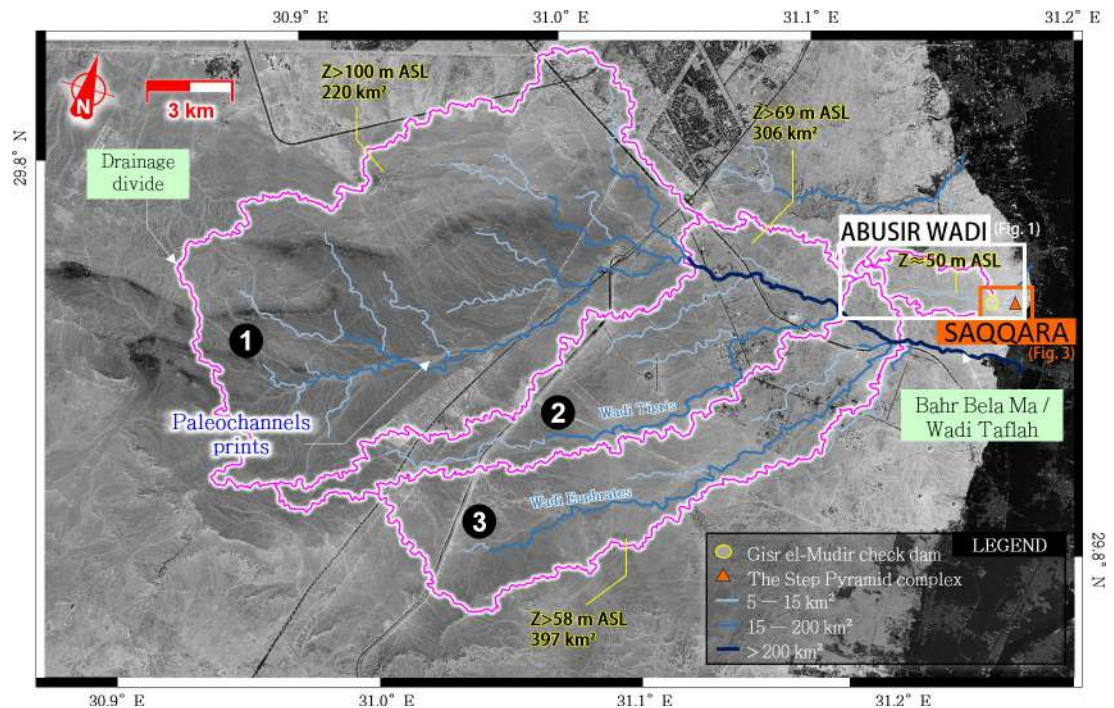 30.9° E
31.0° E
31.1° E
31.2° E
29.8° N
N
3 km
Z>100 m ASL
220 km²
Z>69 m ASL
306 km²
Drainage
divide
ABUSIR WADI (Fig. 1)
Z≈50 m ASL
SAQQARA
(Fig. 3)
1
2
3
Paleochannels
prints
Wadi Tigris
Wadi Euphrates
Bahr Bela Ma /
Wadi Taflah
Z>58 m ASL
397 km²
LEGEND
Gisr el-Mudir check dam
The Step Pyramid complex
5 — 15 km²
15 — 200 km²
> 200 km²
29.8° N
30.9° E
31.0° E
31.1° E
31.2° E